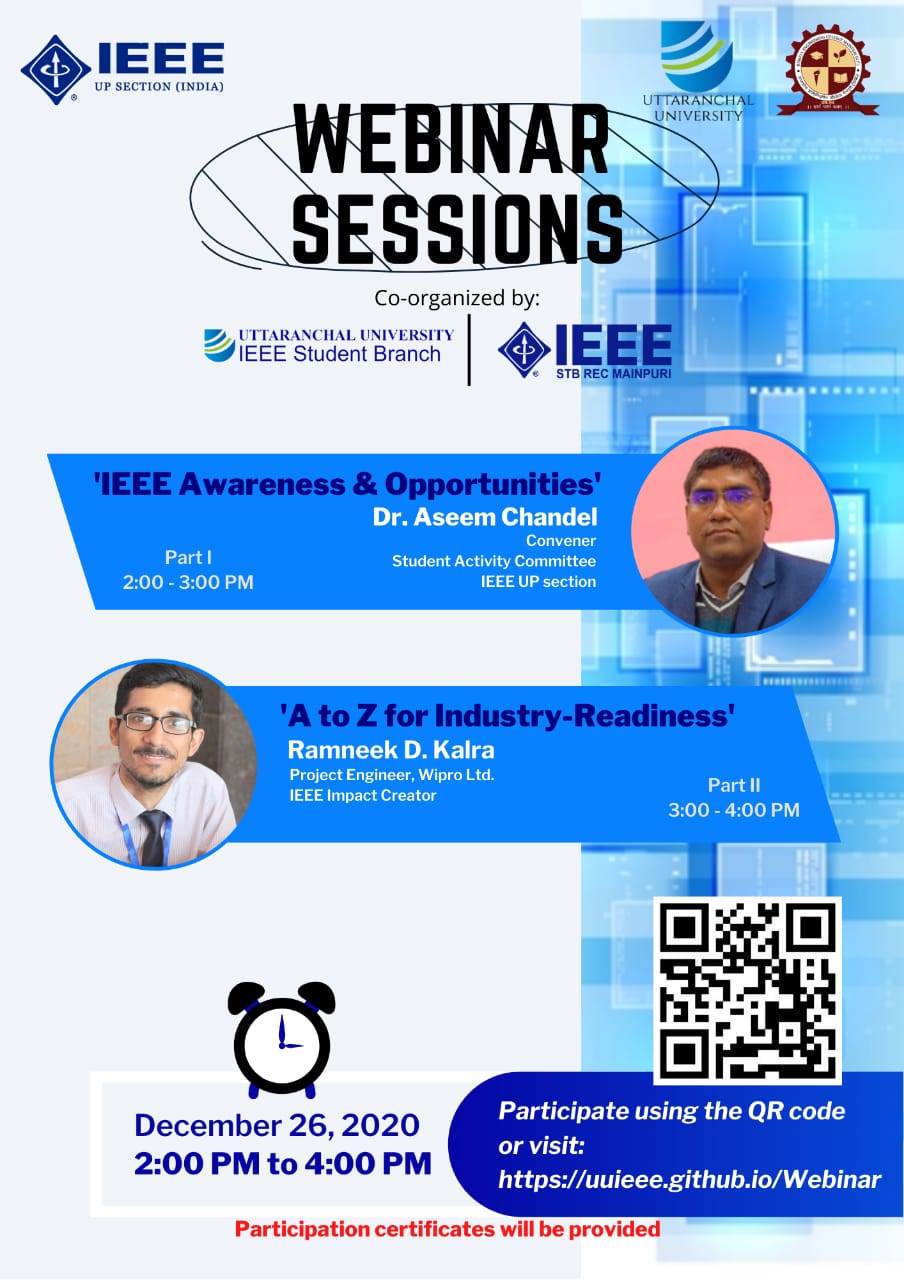 IEEE
UP SECTION (INDIA)
UTTARANCHAL
UNIVERSITY
WEBINAR
SESSIONS
Co-organized by:
UTTARANCHAL UNIVERSITY
IEEE Student Branch
IEEE
STB REC MAINPURI
'IEEE Awareness & Opportunities'
Dr. Aseem Chandel
Convener
Student Activity Committee
IEEE UP section
Part I
2:00 - 3:00 PM
'A to Z for Industry-Readiness'
Ramneek D. Kalra
Project Engineer, Wipro Ltd.
IEEE Impact Creator
Part II
3:00 - 4:00 PM
December 26, 2020
2:00 PM to 4:00 PM
Participate using the QR code
or visit:
https://uuieee.github.io/Webinar
Participation certificates will be provided